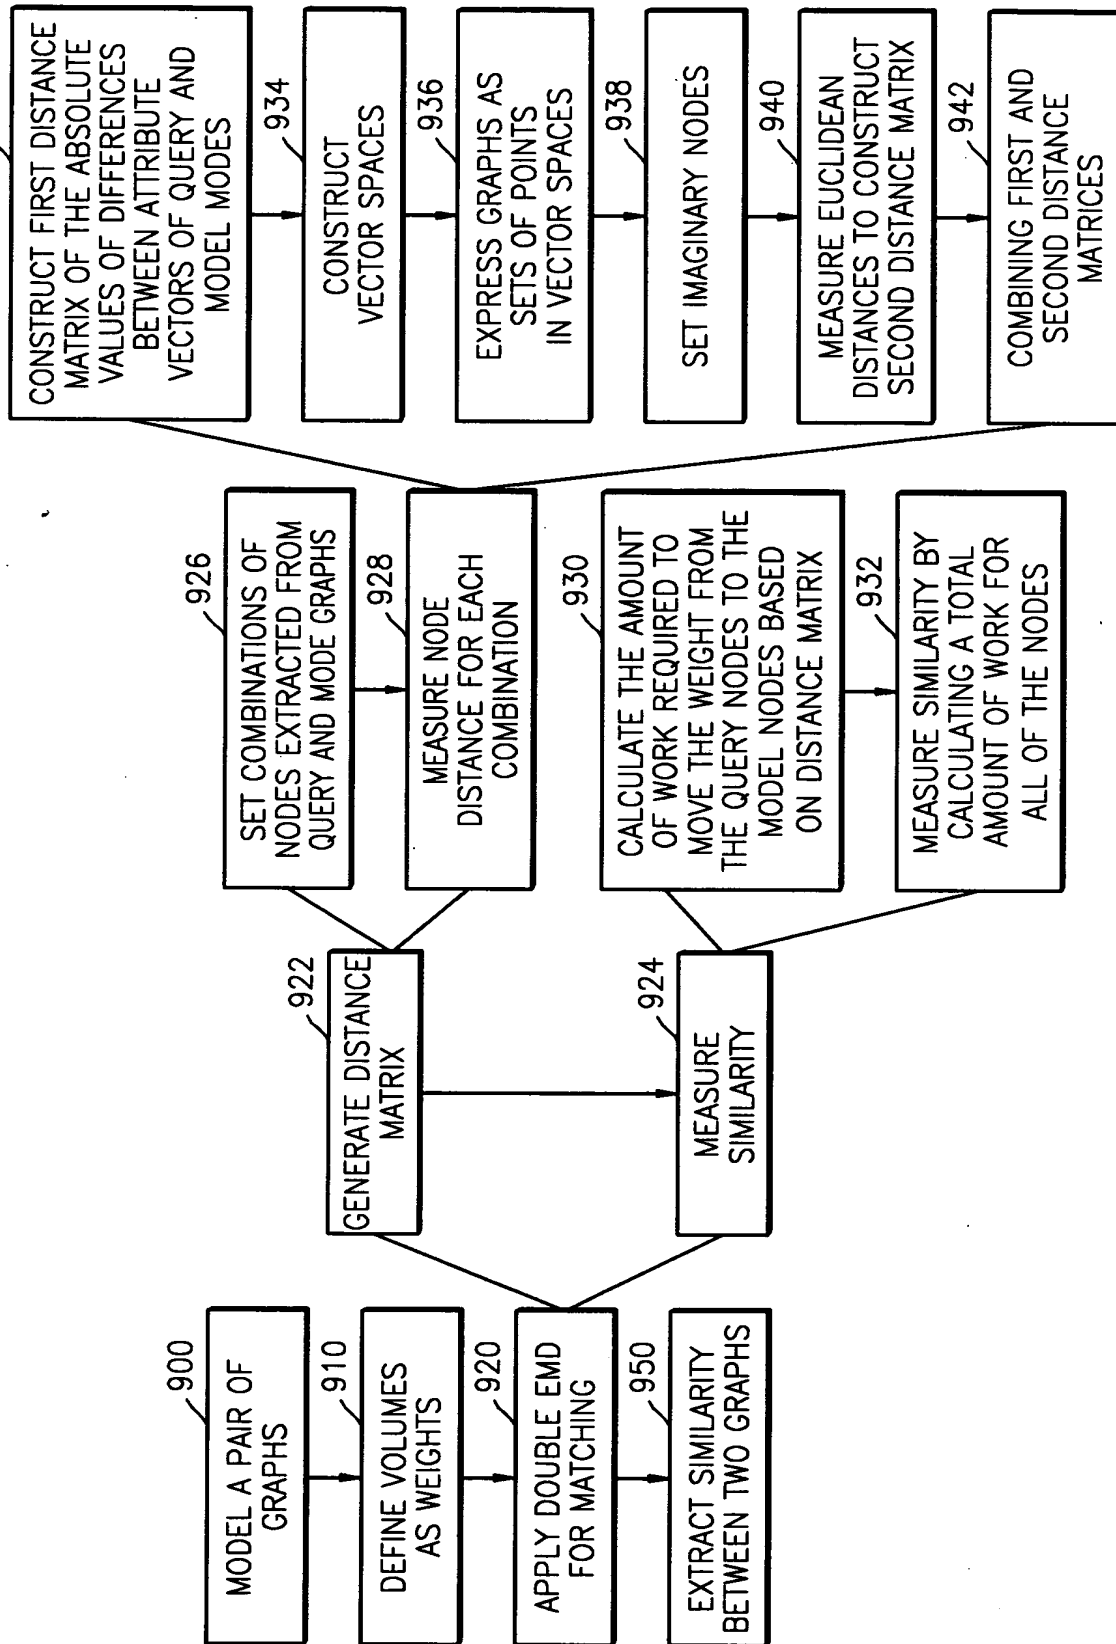 900
MODEL A PAIR OF
GRAPHS
910
DEFINE VOLUMES
AS WEIGHTS
920
APPLY DOUBLE EMD
FOR MATCHING
950
EXTRACT SIMILARITY
BETWEEN TWO GRAPHS
922
GENERATE DISTANCE
MATRIX
924
MEASURE
SIMILARITY
926
SET COMBINATIONS OF
NODES EXTRACTED FROM
QUERY AND MODE GRAPHS
928
MEASURE NODE
DISTANCE FOR EACH
COMBINATION
930
CALCULATE THE AMOUNT
OF WORK REQUIRED TO
MOVE THE WEIGHT FROM
THE QUERY NODES TO THE
MODEL NODES BASED
ON DISTANCE MATRIX
932
MEASURE SIMILARITY BY
CALCULATING A TOTAL
AMOUNT OF WORK FOR
ALL OF THE NODES
CONSTRUCT FIRST DISTANCE
MATRIX OF THE ABSOLUTE
VALUES OF DIFFERENCES
BETWEEN ATTRIBUTE
VECTORS OF QUERY AND
MODEL MODES
934
CONSTRUCT
VECTOR SPACES
936
EXPRESS GRAPHS AS
SETS OF POINTS
IN VECTOR SPACES
938
SET IMAGINARY NODES
940
MEASURE EUCLIDEAN
DISTANCES TO CONSTRUCT
SECOND DISTANCE MATRIX
942
COMBINING FIRST AND
SECOND DISTANCE
MATRICES